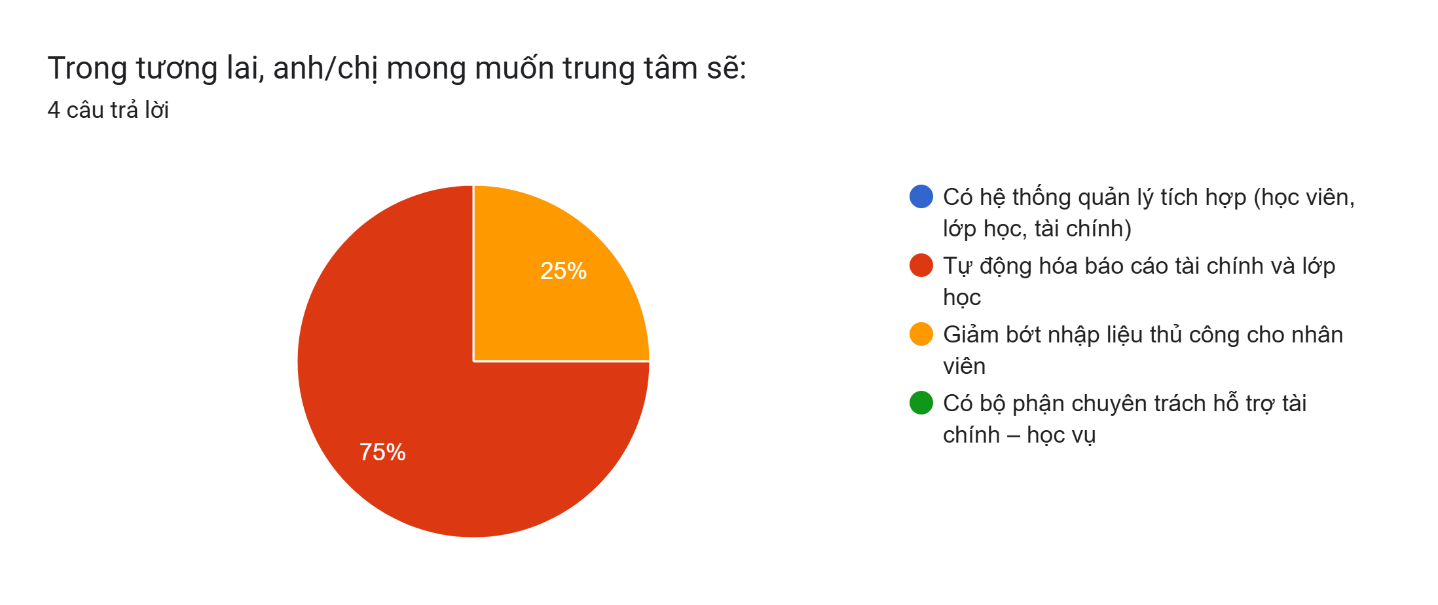 Trong tương lai, anh/chị mong muốn trung tâm sẽ:
4 câu trả lời
25%
75%
Có hệ thống quản lý tích hợp (học viên,
lớp học, tài chính)
Tự động hóa báo cáo tài chính và lớp
học
Giảm bớt nhập liệu thủ công cho nhân
viên
Có bộ phận chuyên trách hỗ trợ tài
chính – học vụ